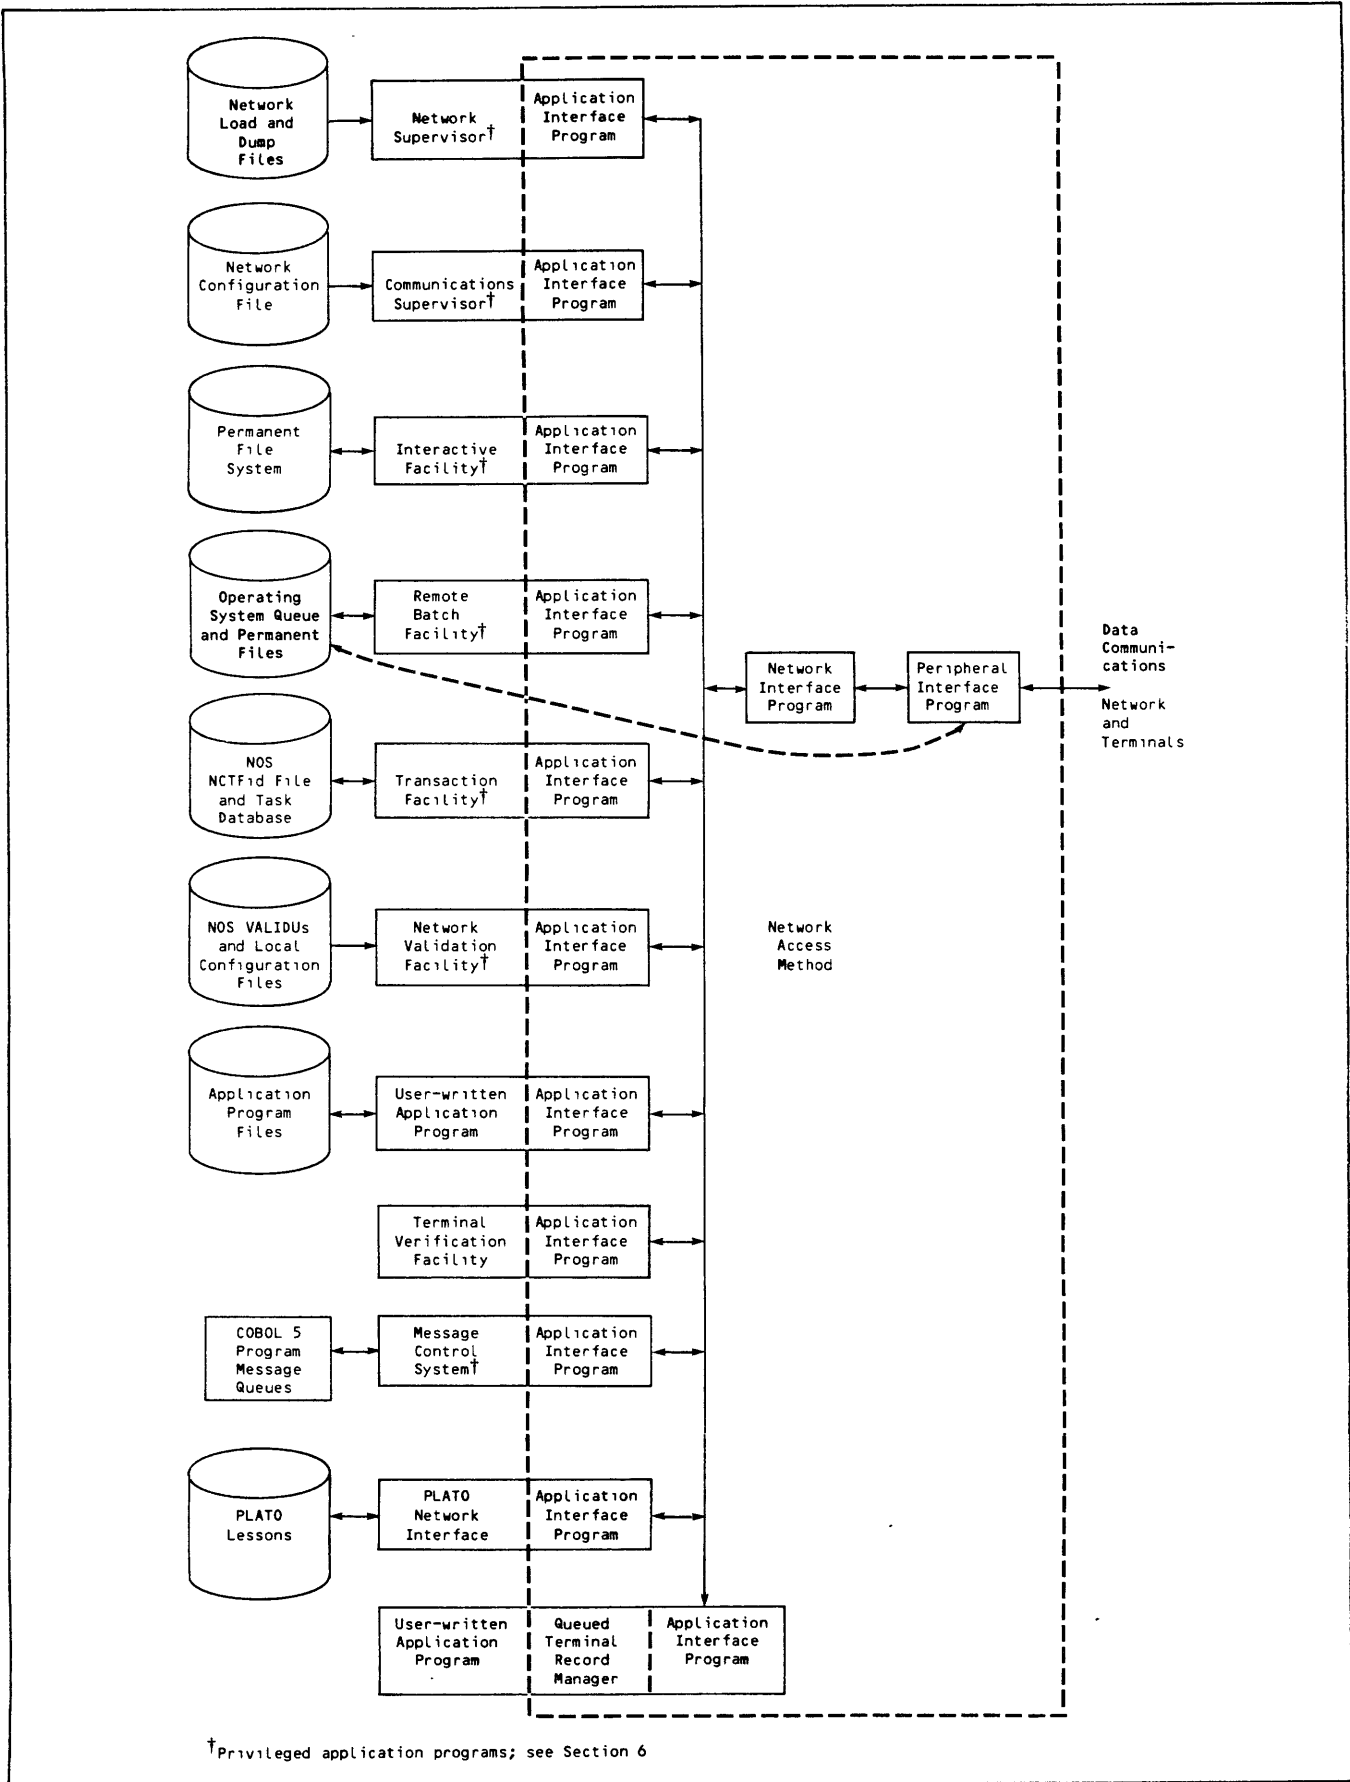 Network
Load and
Dump
Files
Network
Supervisor†
Application
Interface
Program
Network
Configuration
File
Communications
Supervisor†
Application
Interface
Program
Permanent
File
System
Interactive
Facility†
Application
Interface
Program
Operating
System Queue
and Permanent
Files
Remote
Batch
Facility†
Application
Interface
Program
Network
Interface
Program
Peripheral
Interface
Program
Data
Communi-
cations
Network
and
Terminals
NOS
NCTFid File
and Task
Database
Transaction
Facility†
Application
Interface
Program
NOS VALIDUs
and Local
Configuration
Files
Network
Validation
Facility†
Application
Interface
Program
Network
Access
Method
Application
Program
Files
User-written
Application
Program
Application
Interface
Program
Terminal
Verification
Facility
Application
Interface
Program
COBOL 5
Program
Message
Queues
Message
Control
System†
Application
Interface
Program
PLATO
Lessons
PLATO
Network
Interface
Application
Interface
Program
User-written
Application
Program
Queued
Terminal
Record
Manager
Application
Interface
Program
†Privileged application programs; see Section 6